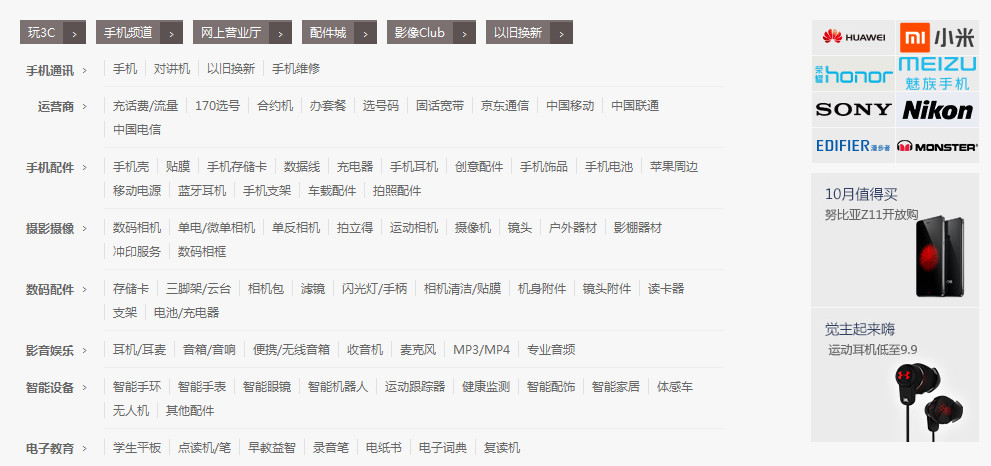 玩3C > 手机频道 > 网上营业厅 > 配件城 > 影像Club > 以旧换新 >
手机通讯 > 手机 对讲机 以旧换新 手机维修
运营商 > 充话费/流量 170选号 合约机 办套餐 选号码 固话宽带 京东通信 中国移动 中国联通
中国电信
手机配件 > 手机壳 贴膜 手机存储卡 数据线 充电器 手机耳机 创意配件 手机饰品 手机电池 苹果周边
移动电源 蓝牙耳机 手机支架 车载配件 拍照配件
摄影摄像 > 数码相机 单电/微单相机 单反相机 拍立得 运动相机 摄像机 镜头 户外器材 影棚器材
冲印服务 数码相框
数码配件 > 存储卡 三脚架/云台 相机包 滤镜 闪光灯/手柄 相机清洁/贴膜 机身附件 镜头附件 读卡器
支架 电池/充电器
影音娱乐 > 耳机/耳麦 音箱/音响 便携/无线音箱 收音机 麦克风 MP3/MP4 专业音频
智能设备 > 智能手环 智能手表 智能眼镜 智能机器人 运动跟踪器 健康监测 智能配饰 智能家居 体感车
无人机 其他配件
电子教育 > 学生平板 点读机/笔 早教益智 录音笔 电纸书 电子词典 复读机
HUAWEI
mi 小米
荣耀 honor
MEIZU
魅族手机
SONY
Nikon
EDIFIER 漫步者
MONSTER
10月值得买
努比亚Z11开放购
觉主起来嗨
运动耳机低至9.9